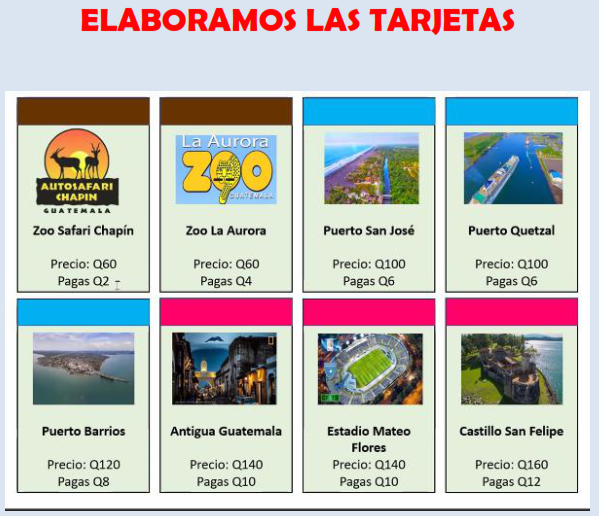 ELABORAMOS LAS TARJETAS
AUTOSAFARI
CHAPIN
GUATEMALA
Zoo Safari Chapín
Precio: Q60
Pagas Q2
La Aurora
ZOO
GUATEMALA
Zoo La Aurora
Precio: Q60
Pagas Q4
Puerto San José
Precio: Q100
Pagas Q6
Puerto Quetzal
Precio: Q100
Pagas Q6
Puerto Barrios
Precio: Q120
Pagas Q8
Antigua Guatemala
Precio: Q140
Pagas Q10
Estadio Mateo
Flores
Precio: Q140
Pagas Q10
Castillo San Felipe
Precio: Q160
Pagas Q12